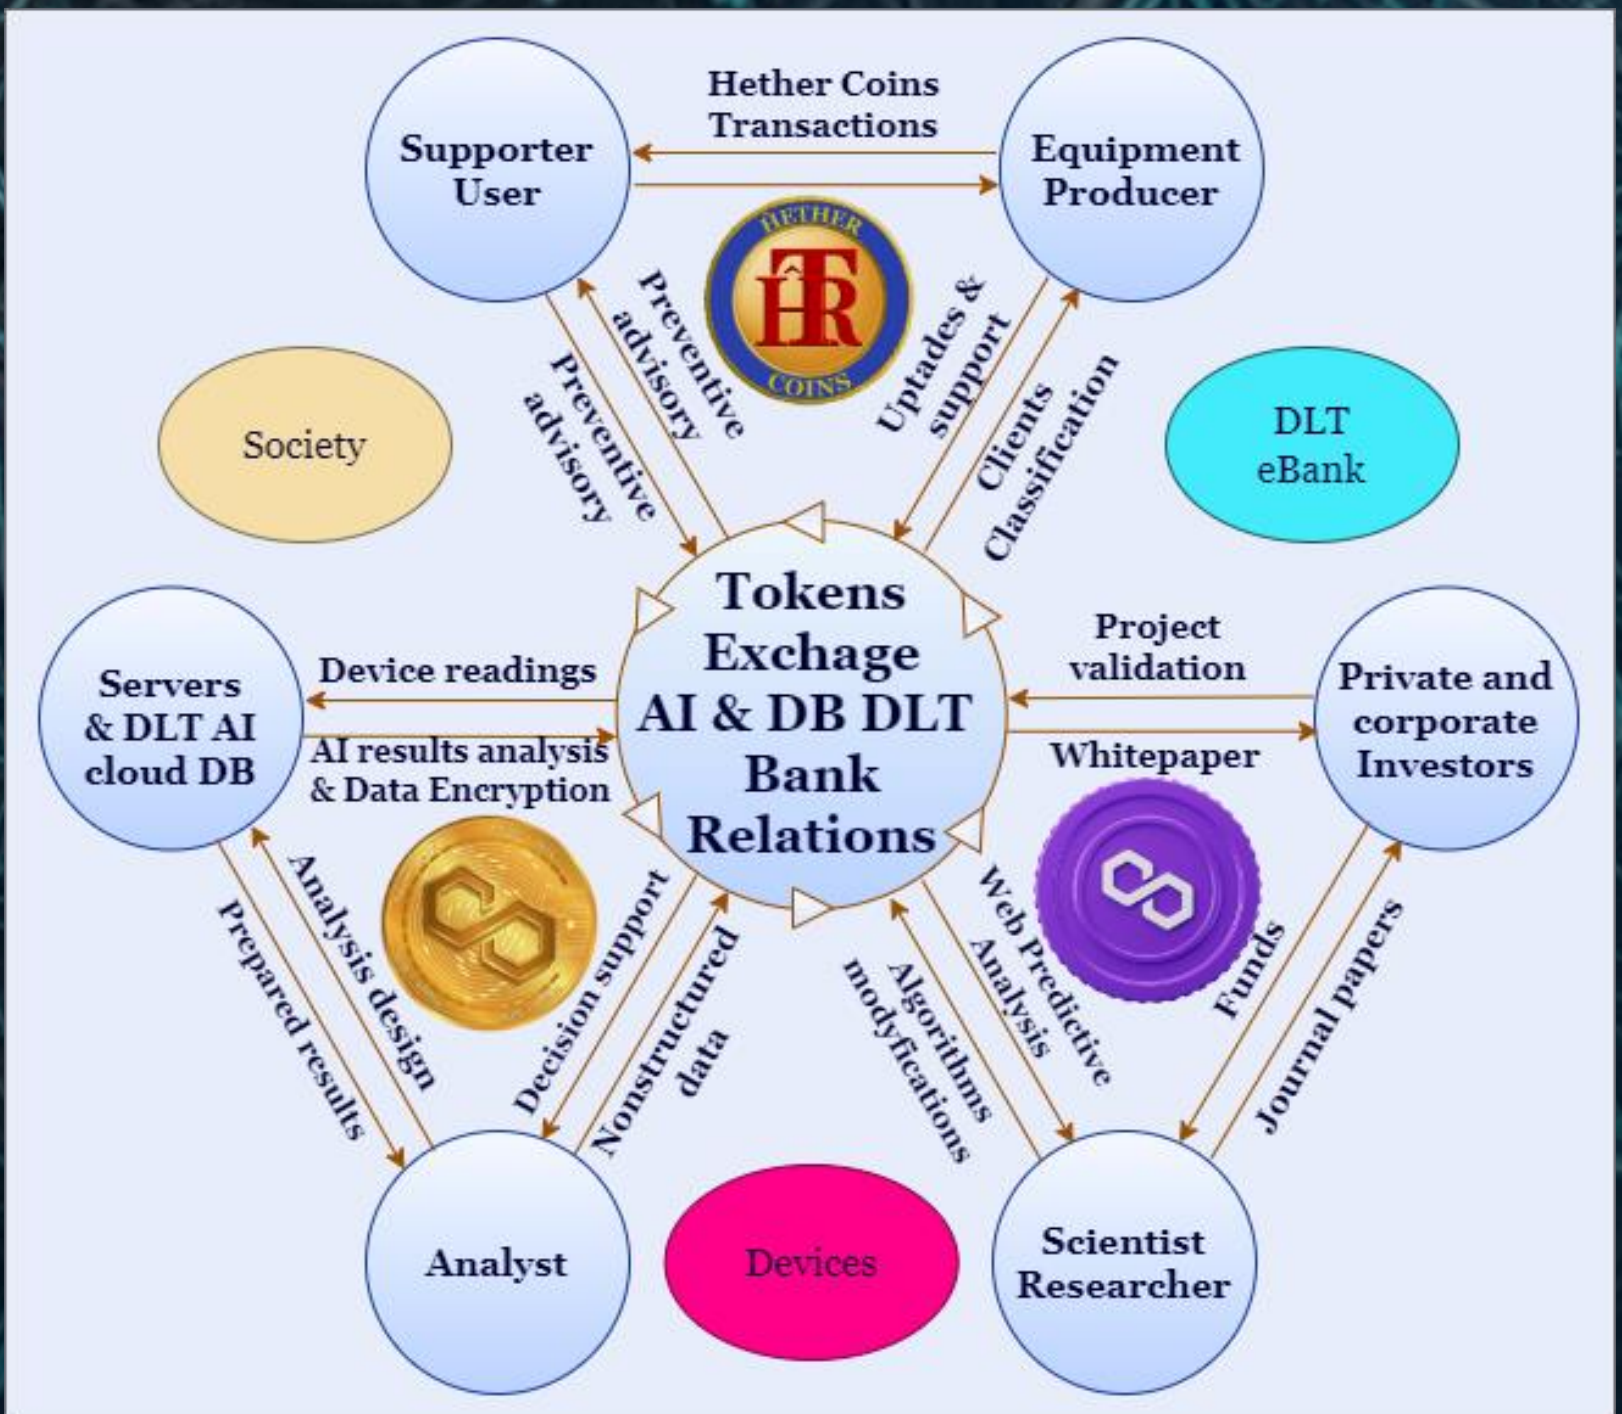 Hether Coins
Transactions
Supporter
User
Equipment
Producer
HETHER
HTR
COINS
Preventive
advisory
Preventive
advisory
Uptades &
support
Clients
Classification
Society
DLT
eBank
Tokens
Exchage
AI & DB DLT
Bank
Relations
Servers
& DLT AI
cloud DB
Device readings
AI results analysis
& Data Encryption
Project
validation
Whitepaper
Private and
corporate
Investors
Prepared results
Analysis design
Decision support
Nonstructured
data
Algorithms
modyfications
Web Predictive
Analysis
Funds
Journal papers
Analyst
Devices
Scientist
Researcher